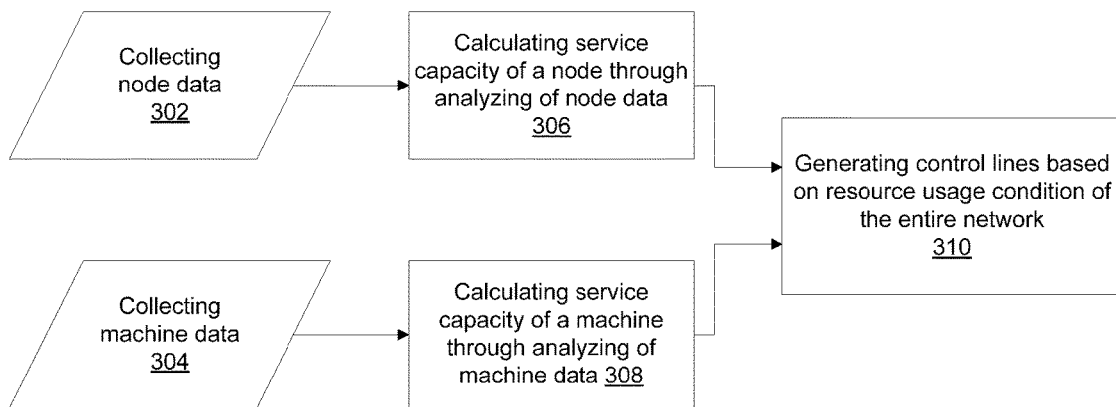 Collecting
node data
302
Calculating service
capacity of a node through
analyzing of node data
306
Generating control lines based
on resource usage condition of
the entire network
310
Collecting
machine data
304
Calculating service
capacity of a machine
through analyzing of
machine data 308